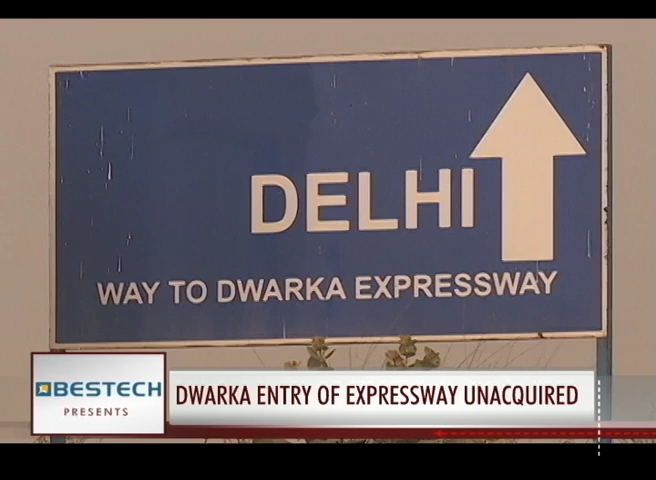 DELHI
WAY TO DWARKA EXPRESSWAY
BESTECH
PRESENTS
DWARKA ENTRY OF EXPRESSWAY UNACQUIRED